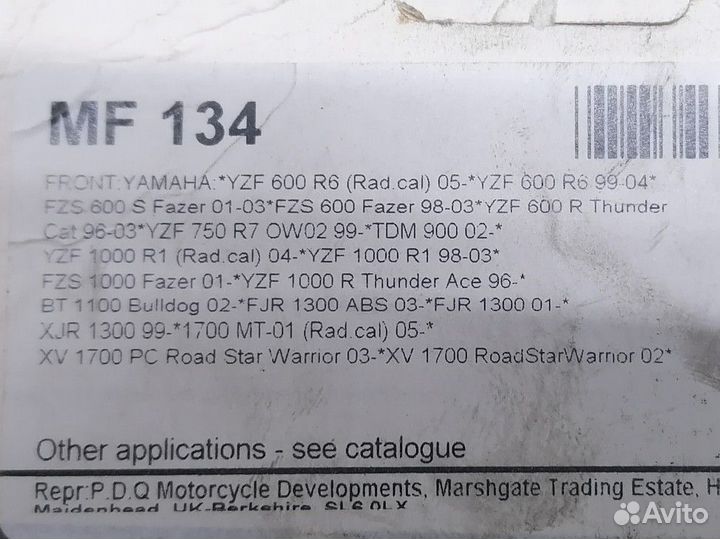 MF 134
FRONT:YAMAHA:*YZF 600 R6 (Rad.cal) 05-*YZF 600 R6 99-04*
FZS 600 S Fazer 01-03*FZS 600 Fazer 98-03*YZF 600 R Thunder
Cat 96-03*YZF 750 R7 OW02 99-*TDM 900 02-*
YZF 1000 R1 (Rad.cal) 04-*YZF 1000 R1 98-03*
FZS 1000 Fazer 01-*YZF 1000 R Thunder Ace 96-*
BT 1100 Bulldog 02-*FJR 1300 ABS 03-*FJR 1300 01-*
XJR 1300 99-*1700 MT-01 (Rad.cal) 05-*
XV 1700 PC Road Star Warrior 03-*XV 1700 RoadStarWarrior 02*
Other applications - see catalogue
Repr:P.D.Q Motorcycle Developments, Marshgate Trading Estate, H
Maidenhead, UK-Berkshire, SL6 0LX
Avito